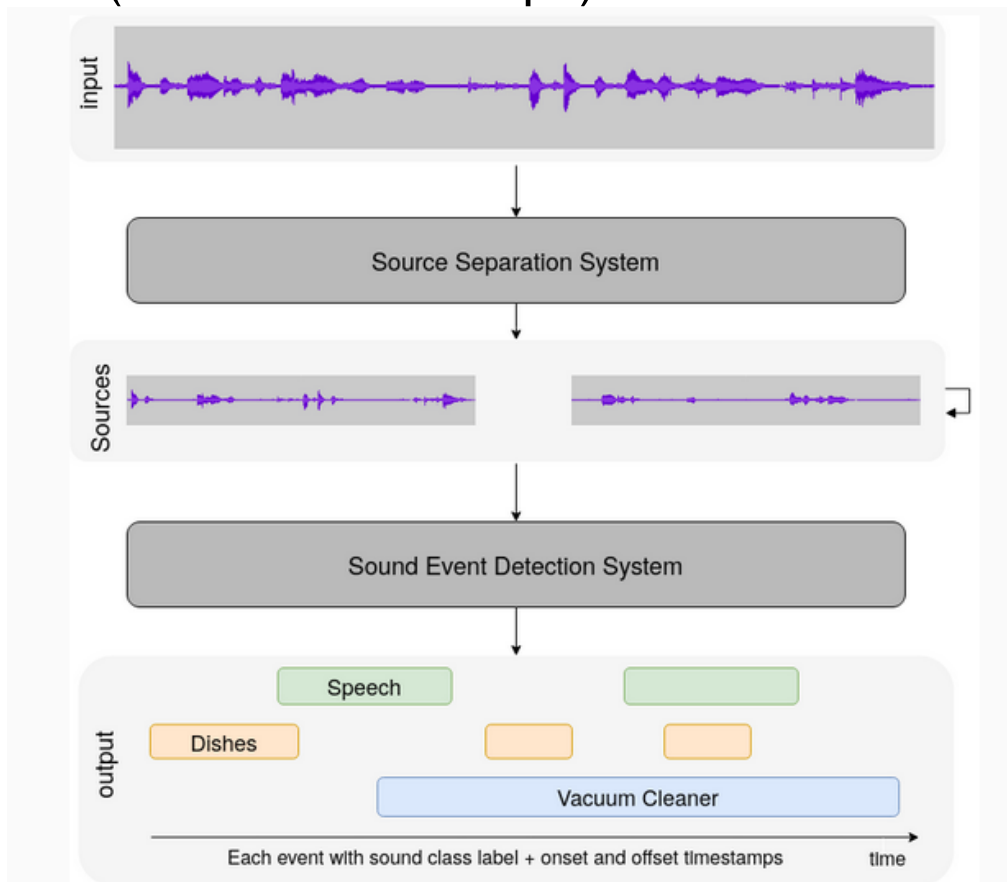 input
Source Separation System
Sources
Sound Event Detection System
output
Speech
Dishes
Vacuum Cleaner
Each event with sound class label + onset and offset timestamps
time